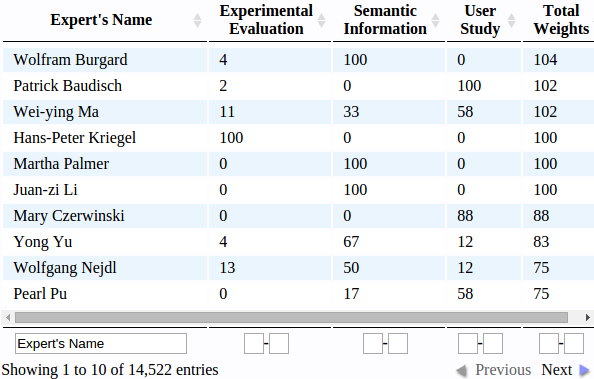 Expert's Name Experimental Evaluation Semantic Information User Study Total Weights
Wolfram Burgard 4 100 0 104
Patrick Baudisch 2 0 100 102
Wei-ying Ma 11 33 58 102
Hans-Peter Kriegel 100 0 0 100
Martha Palmer 0 100 0 100
Juan-zi Li 0 100 0 100
Mary Czerwinski 0 0 88 88
Yong Yu 4 67 12 83
Wolfgang Nejdl 13 50 12 75
Pearl Pu 0 17 58 75
Expert's Name - - - -
Showing 1 to 10 of 14,522 entries Previous Next